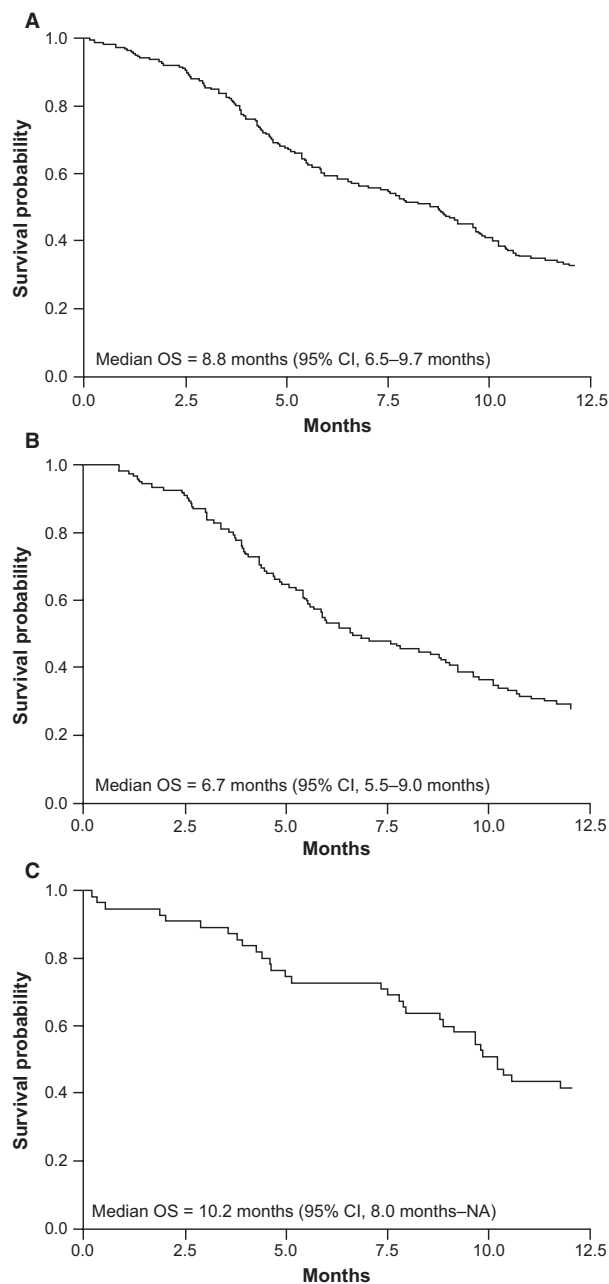 A
1.0
0.8
0.6
0.4
0.2
0.0
Survival probability
Median OS = 8.8 months (95% CI, 6.5–9.7 months)
0.0 2.5 5.0 7.5 10.0 12.5
Months
B
1.0
0.8
0.6
0.4
0.2
0.0
Survival probability
Median OS = 6.7 months (95% CI, 5.5–9.0 months)
0.0 2.5 5.0 7.5 10.0 12.5
Months
C
1.0
0.8
0.6
0.4
0.2
0.0
Survival probability
Median OS = 10.2 months (95% CI, 8.0 months–NA)
0.0 2.5 5.0 7.5 10.0 12.5
Months